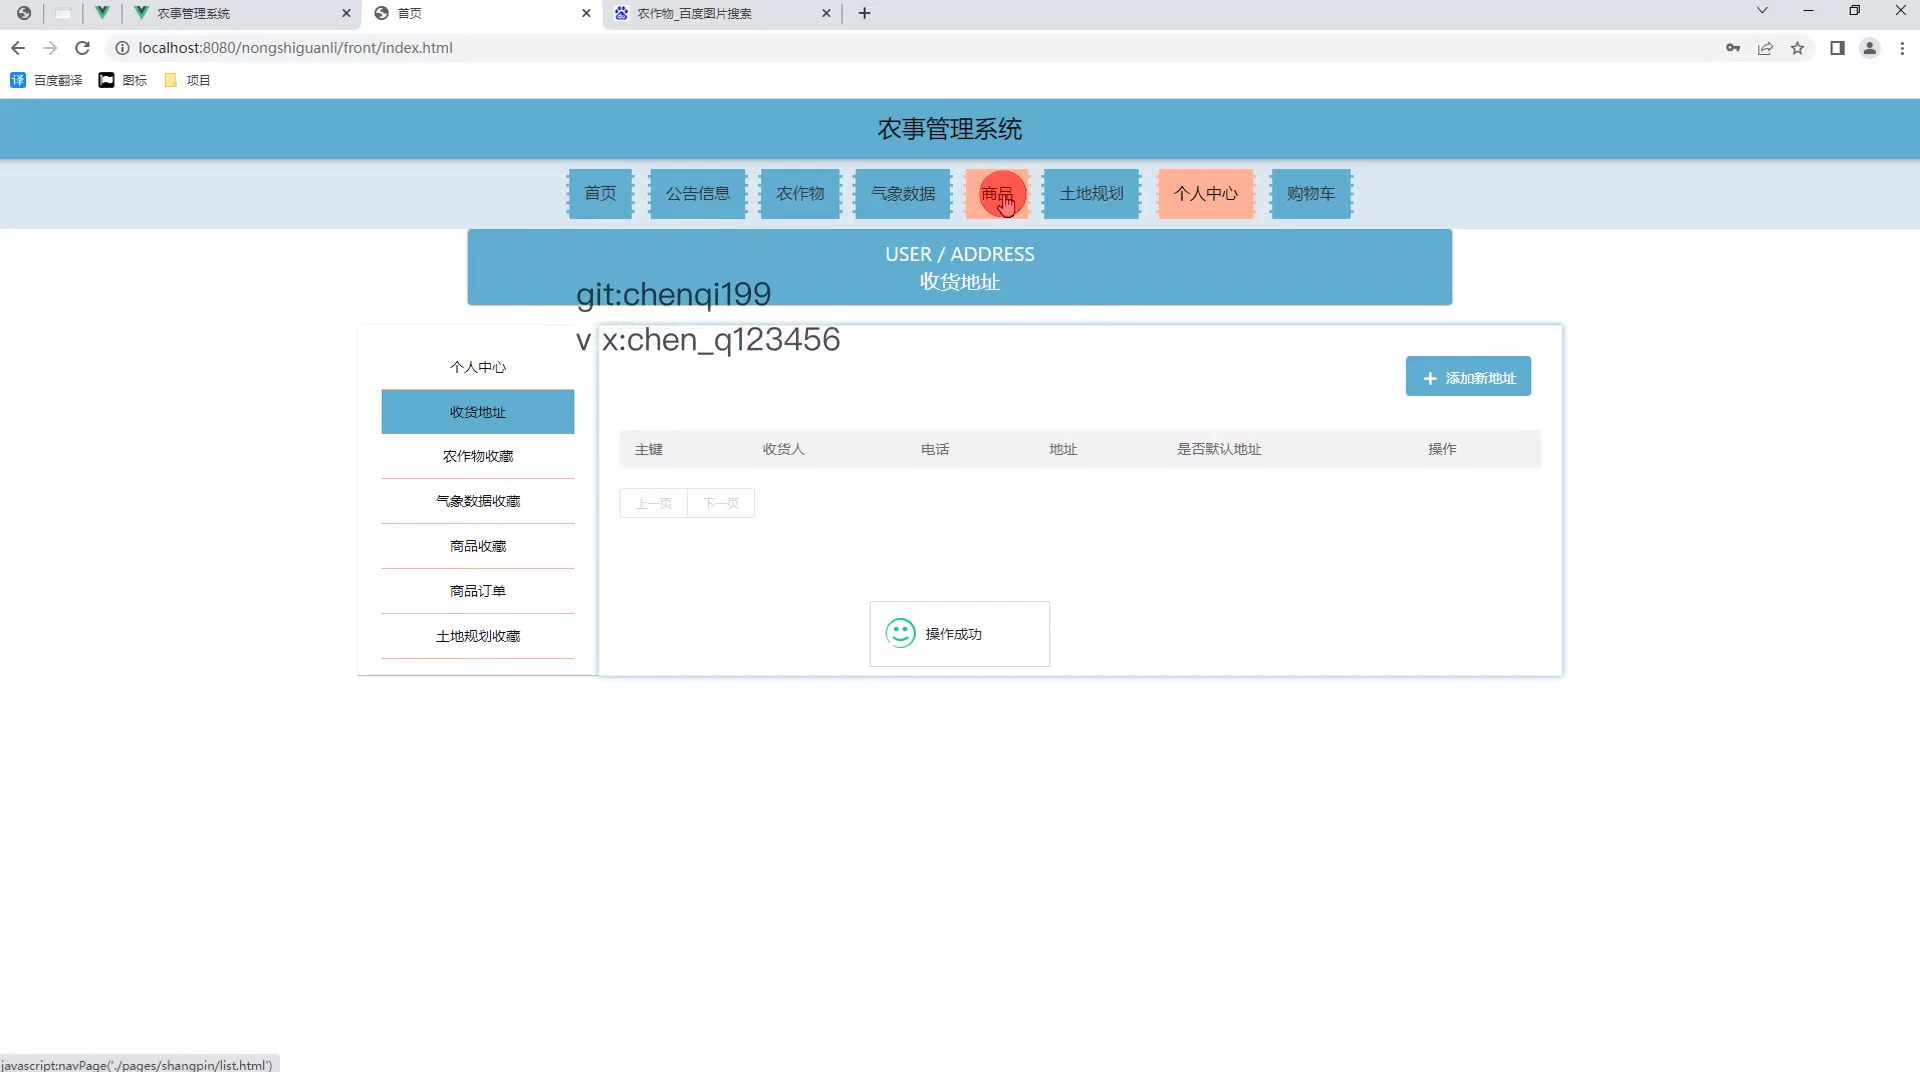 农事管理系统
首页
农作物_百度图片搜索
localhost:8080/nongshiguanli/front/index.html
百度翻译
图标
项目
农事管理系统
首页
公告信息
农作物
气象数据
商品
土地规划
个人中心
购物车
USER / ADDRESS
收货地址
git:chenqi199
v x:chen_q123456
个人中心
收货地址
农作物收藏
气象数据收藏
商品收藏
商品订单
土地规划收藏
添加新地址
主键 收货人 电话 地址 是否默认地址 操作
上一页 下一页
操作成功
javascript:navPage('./pages/shangpin/list.html')